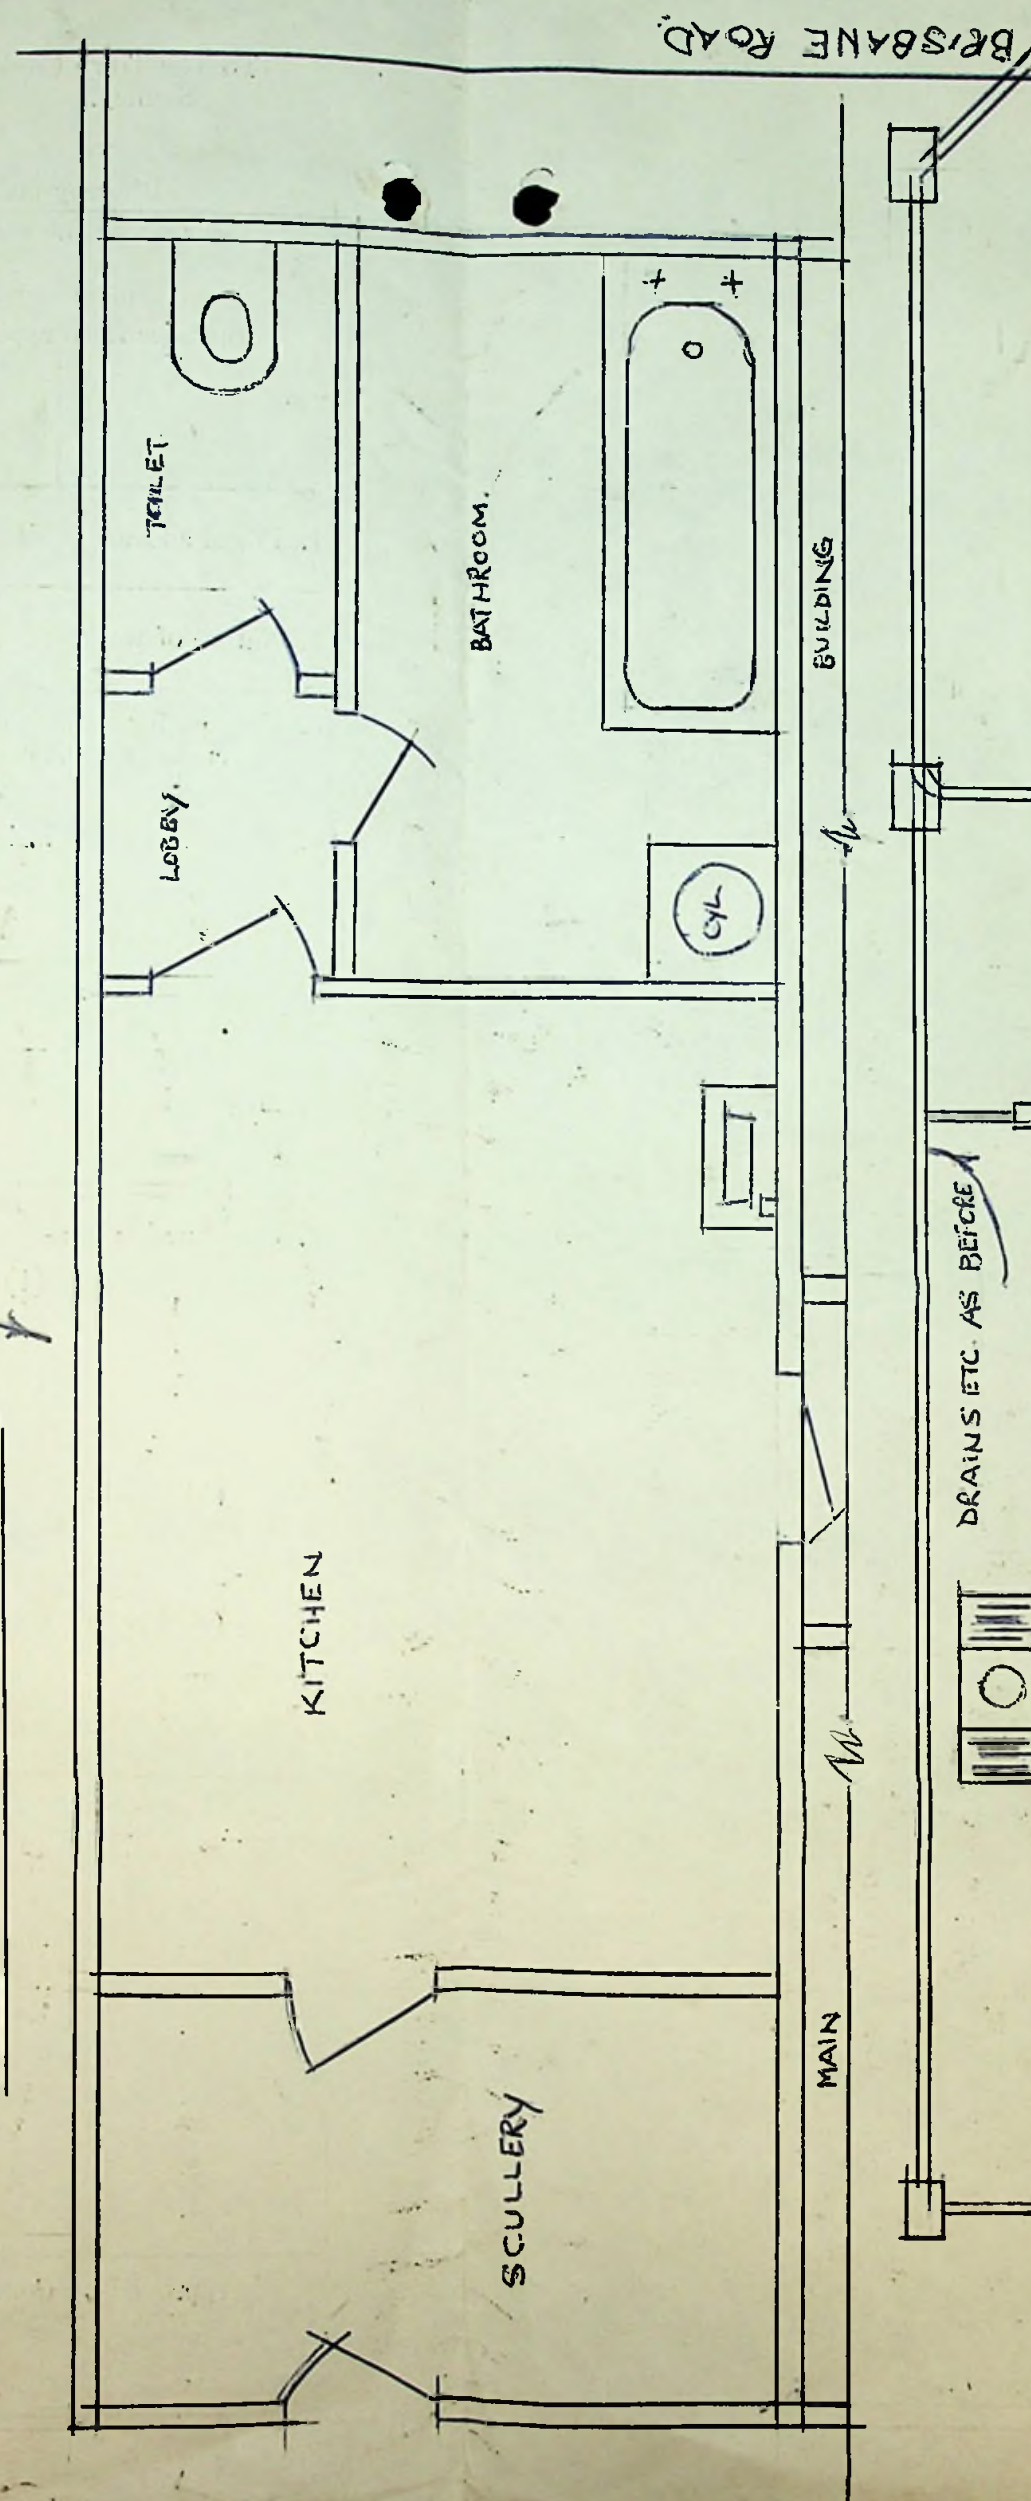 BRISBANE ROAD.
TOILET
BATHROOM.
BUILDING
LOBBY.
CYL
DRAINS ETC. AS BEFORE
KITCHEN
MAIN
SCULLERY